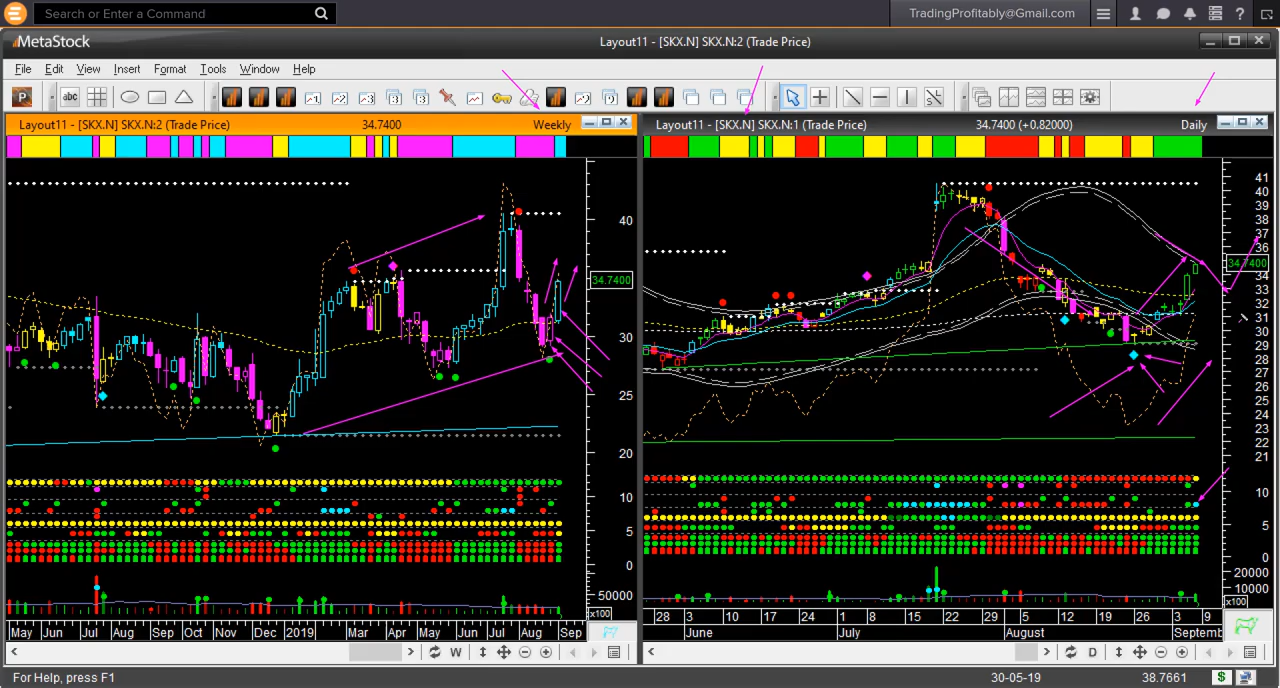 Search or Enter a Command
TradingProfitably@Gmail.com
MetaStock
Layout11 - [SKX.N] SKX.N:2 (Trade Price)
File Edit View Insert Format Tools Window Help
P
abc
Layout11 - [SKX.N] SKX.N:2 (Trade Price) 34.7400 Weekly
Layout11 - [SKX.N] SKX.N:1 (Trade Price) 34.7400 (+0.82000) Daily
40
34.7400
30
25
20
10
5
0
50000
x100
May Jun Jul Aug Sep Oct Nov Dec 2019 Mar Apr May Jun Jul Aug Sep
W
41
40
39
38
37
36
34.7400
33
32
31
30
29
28
27
26
25
24
23
22
21
10
5
0
20000
10000
x100
28 3 10 17 24 1 8 15 22 29 5 12 19 26 3 9
June July August Septemb
D
For Help, press F1
30-05-19
38.7661
$